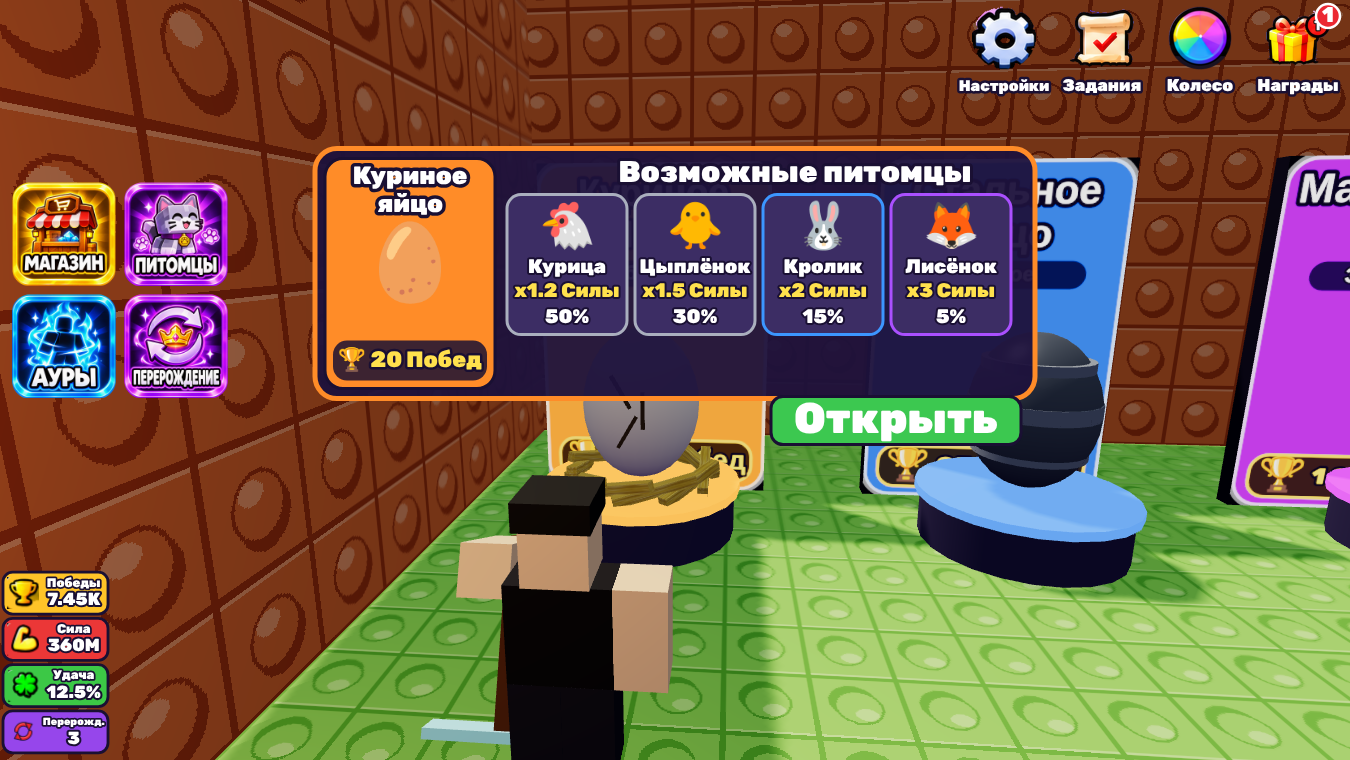 Настройки
Задания
Колесо
Награды
1
Куриное
яйцо
20 Побед
Возможные питомцы
Курица
x1.2 Силы
50%
Цыплёнок
x1.5 Силы
30%
Кролик
x2 Силы
15%
Лисёнок
x3 Силы
5%
Открыть
МАГАЗИН
ПИТОМЦЫ
АУРЫ
ПЕРЕРОЖДЕНИЕ
Победы
7.45K
Сила
360M
Удача
12.5%
Перерожд.
3